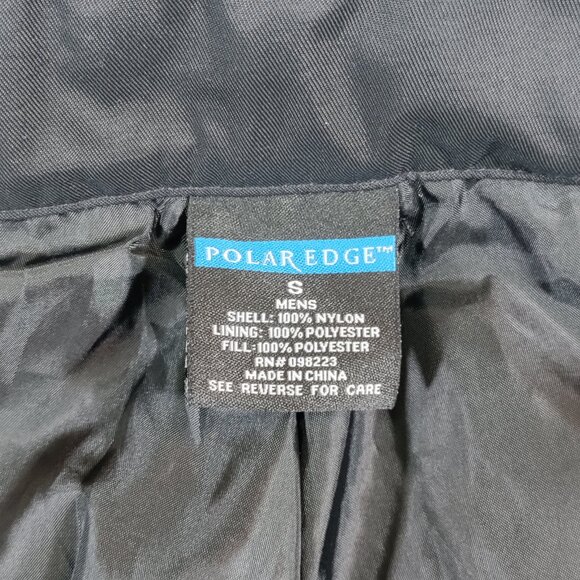 POLAR EDGE™
S
MENS
SHELL: 100% NYLON
LINING: 100% POLYESTER
FILL:100% POLYESTER
RN# 098223
MADE IN CHINA
SEE REVERSE FOR CARE